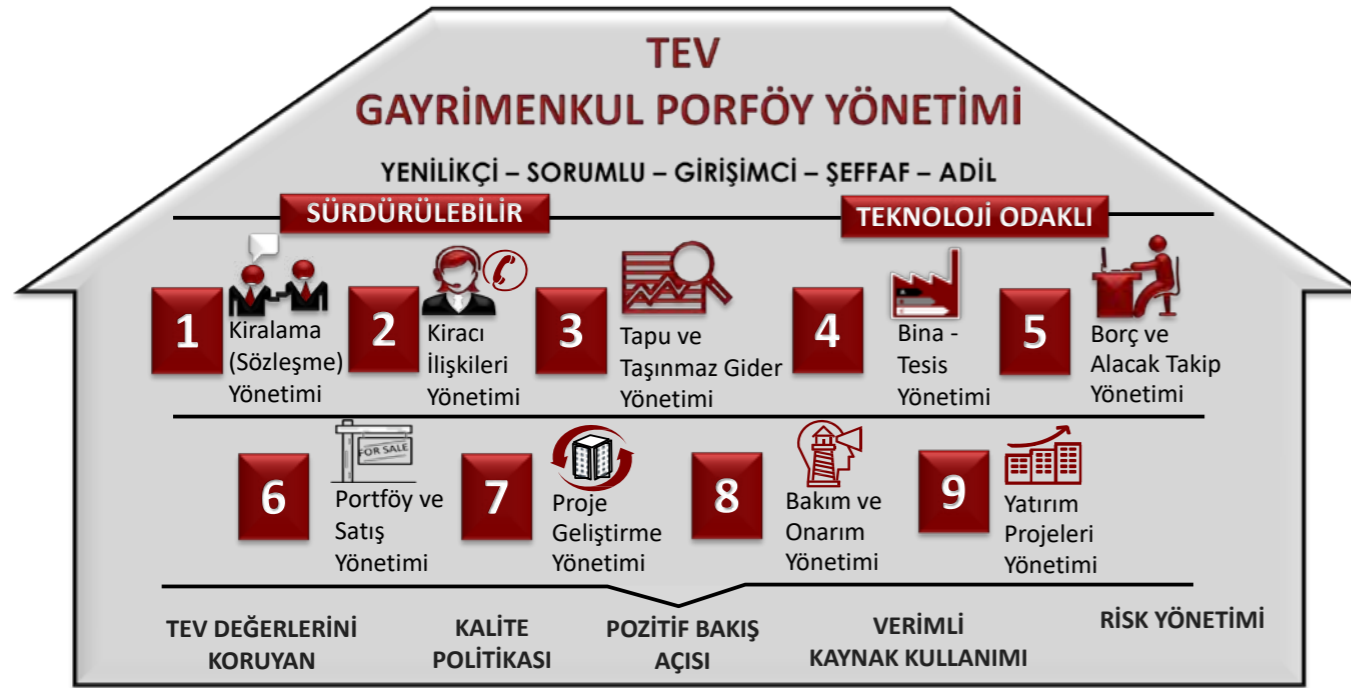 TEV
GAYRİMENKUL PORFÖY YÖNETİMİ
YENİLİKÇİ – SORUMLU – GİRİŞİMCİ – ŞEFFAF – ADİL
SÜRDÜRÜLEBİLİR
TEKNOLOJİ ODAKLI
1
Kiralama
(Sözleşme)
Yönetimi
2
Kiracı
İlişkileri
Yönetimi
3
Tapu ve
Taşınmaz Gider
Yönetimi
4
Bina -
Tesis
Yönetimi
5
Borç ve
Alacak Takip
Yönetimi
6
FOR SALE
Portföy ve
Satış
Yönetimi
7
Proje
Geliştirme
Yönetimi
8
Bakım ve
Onarım
Yönetimi
9
Yatırım
Projeleri
Yönetimi
TEV DEĞERLERİNİ
KORUYAN
KALİTE
POLİTİKASI
POZİTİF BAKIŞ
AÇISI
VERİMLİ
KAYNAK KULLANIMI
RİSK YÖNETİMİ